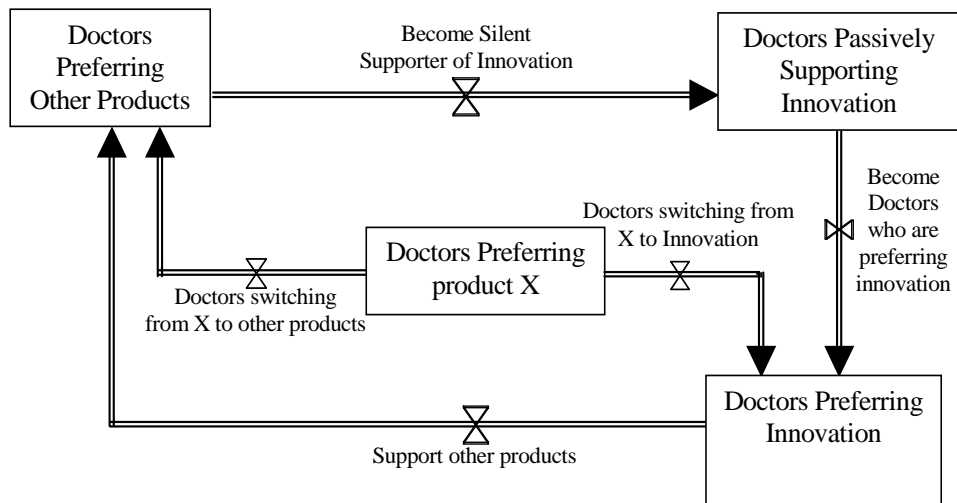 Doctors
Preferring
Other Products
Become Silent
Supporter of Innovation
Doctors Passively
Supporting
Innovation
Become
Doctors
who are
preferring
innovation
Doctors switching from
X to Innovation
Doctors Preferring
product X
Doctors switching
from X to other products
Doctors Preferring
Innovation
Support other products